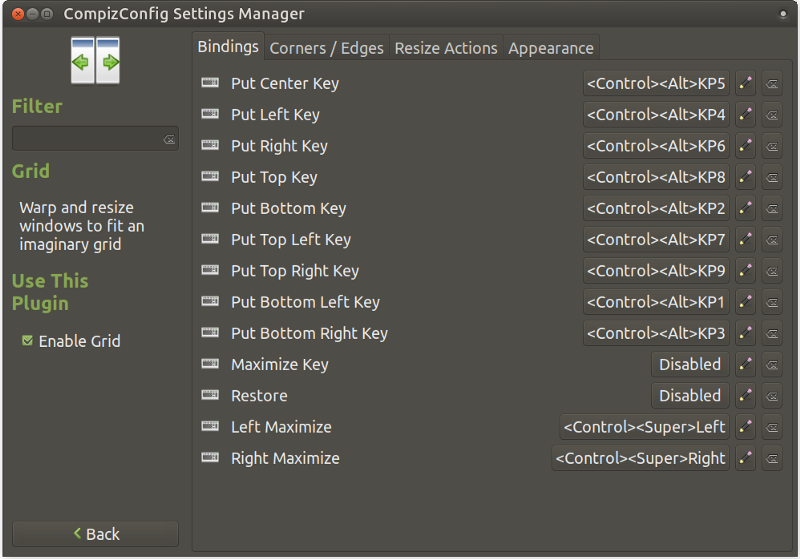 CompizConfig Settings Manager
Filter
Grid
Warp and resize
windows to fit an
imaginary grid
Use This
Plugin
Enable Grid
Back
Bindings Corners / Edges Resize Actions Appearance
Put Center Key <Control><Alt>KP5
Put Left Key <Control><Alt>KP4
Put Right Key <Control><Alt>KP6
Put Top Key <Control><Alt>KP8
Put Bottom Key <Control><Alt>KP2
Put Top Left Key <Control><Alt>KP7
Put Top Right Key <Control><Alt>KP9
Put Bottom Left Key <Control><Alt>KP1
Put Bottom Right Key <Control><Alt>KP3
Maximize Key Disabled
Restore Disabled
Left Maximize <Control><Super>Left
Right Maximize <Control><Super>Right